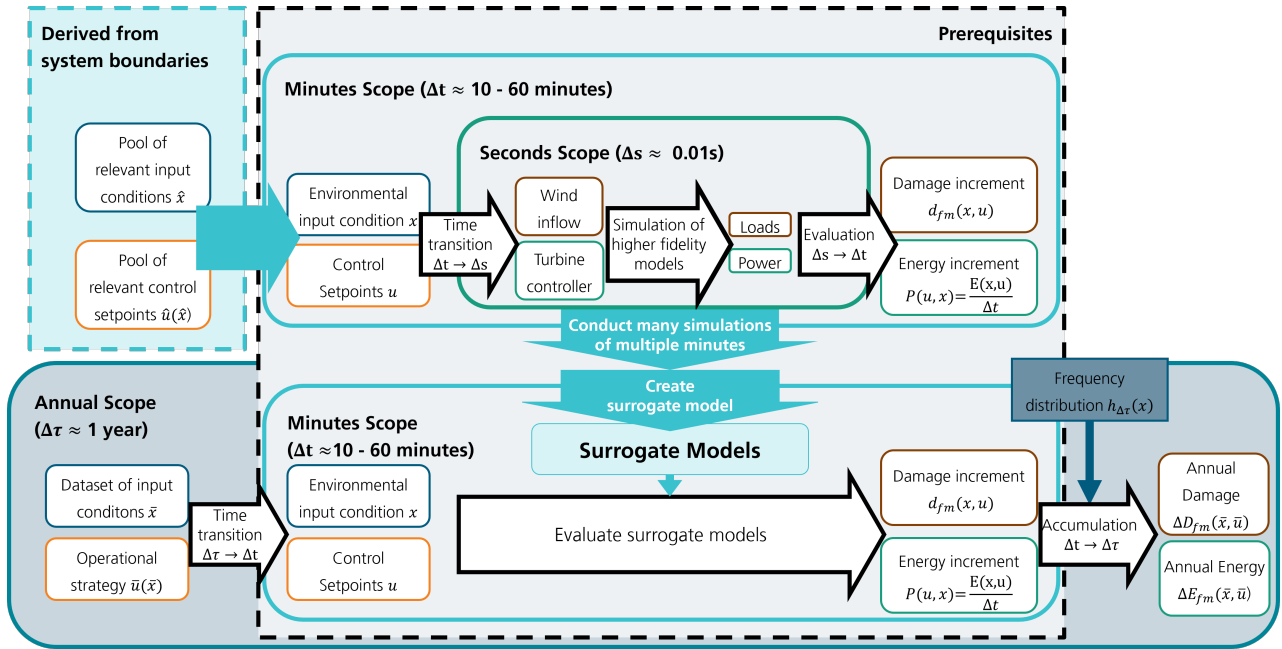 Derived from
system boundaries
Pool of
relevant input
conditions x̂
Pool of
relevant control
setpoints û(x̂)
Prerequisites
Minutes Scope (Δt ≈ 10 - 60 minutes)
Environmental
input condition x
Control
Setpoints u
Time
transition
Δt → Δs
Seconds Scope (Δs ≈ 0.01s)
Wind
inflow
Turbine
controller
Simulation of
higher fidelity
models
Loads
Power
Evaluation
Δs → Δt
Damage increment
d_fm(x, u)
Energy increment
P(u, x)=E(x,u)/Δt
Conduct many simulations
of multiple minutes
Create
surrogate model
Surrogate Models
Annual Scope
(Δτ ≈ 1 year)
Dataset of input
conditons x̄
Operational
strategy ū(x̄)
Time
transition
Δτ → Δt
Minutes Scope
(Δt ≈10 - 60 minutes)
Environmental
input condition x
Control
Setpoints u
Evaluate surrogate models
Damage increment
d_fm(x, u)
Energy increment
P(u, x)=E(x,u)/Δt
Frequency
distribution h_Δτ(x)
Accumulation
Δt → Δτ
Annual
Damage
ΔD_fm(x̄, ū)
Annual Energy
ΔE_fm(x̄, ū)